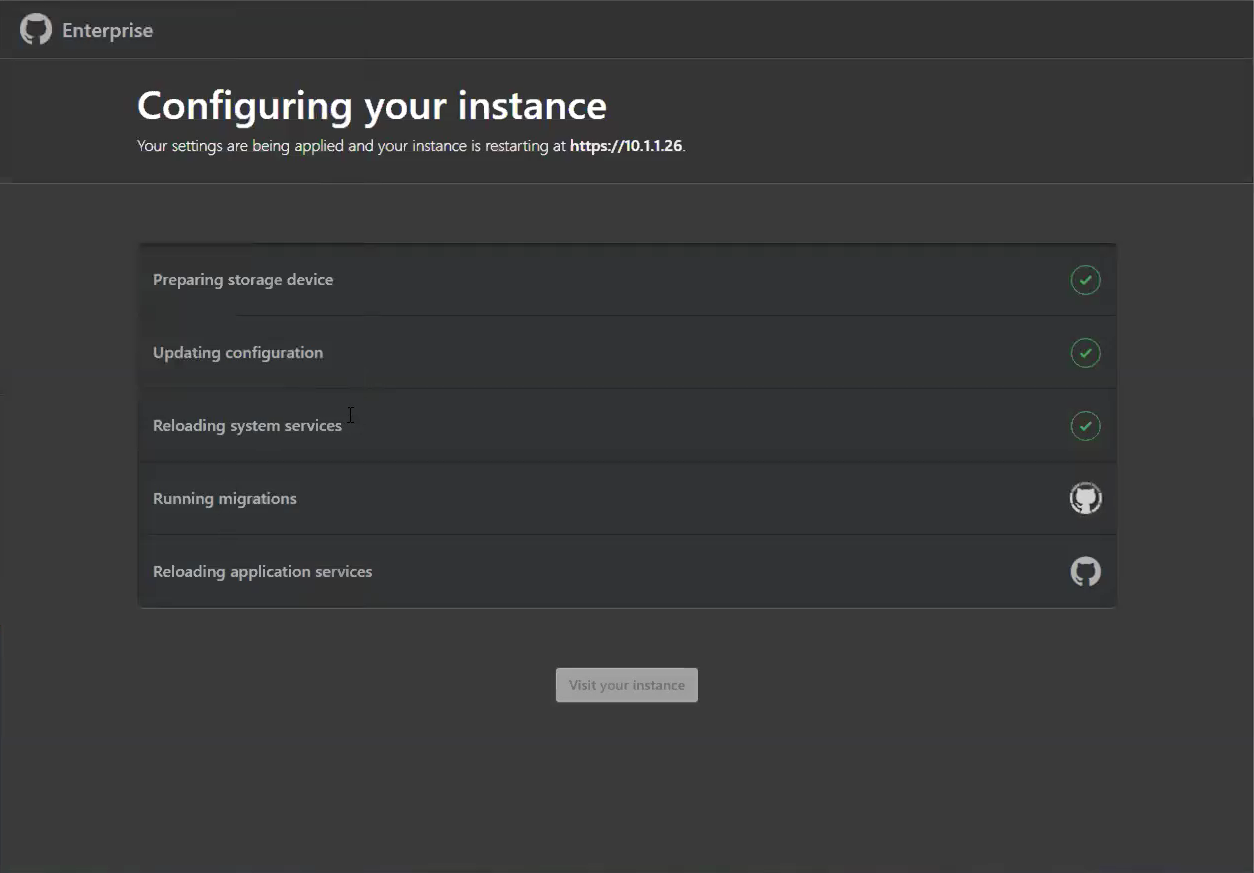 Enterprise
Configuring your instance
Your settings are being applied and your instance is restarting at https://10.1.1.26.
Preparing storage device
Updating configuration
Reloading system services
Running migrations
Reloading application services
Visit your instance